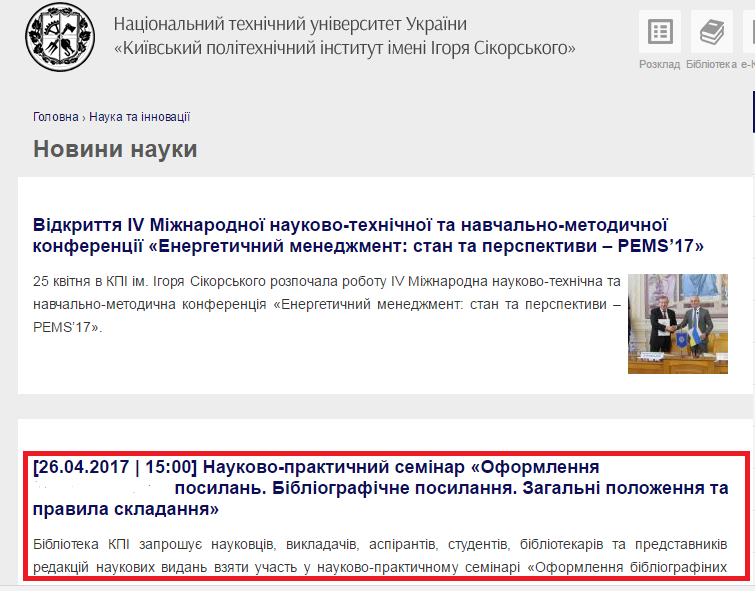 Національний технічний університет України
«Київський політехнічний інститут імені Ігоря Сікорського»
Розклад Бібліотека е-К
Головна › Наука та інновації
Новини науки
Відкриття IV Міжнародної науково-технічної та навчально-методичної
конференції «Енергетичний менеджмент: стан та перспективи – PEMS’17»
25 квітня в КПІ ім. Ігоря Сікорського розпочала роботу IV Міжнародна науково-технічна та
навчально-методична конференція «Енергетичний менеджмент: стан та перспективи –
PEMS’17».
[26.04.2017 | 15:00] Науково-практичний семінар «Оформлення
посилань. Бібліографічне посилання. Загальні положення та
правила складання»
Бібліотека КПІ запрошує науковців, викладачів, аспірантів, студентів, бібліотекарів та представників
редакцій наукових видань взяти участь у науково-практичному семінарі «Оформлення бібліографіних